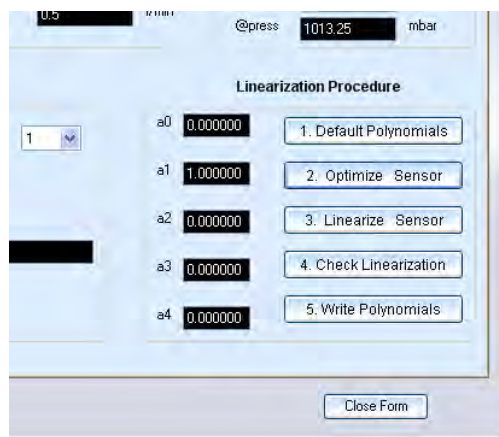 0.5
l/min
@press 1013.25 mbar
Linearization Procedure
1
a0 0.000000 1. Default Polynomials
a1 1.000000 2. Optimize Sensor
a2 0.000000 3. Linearize Sensor
a3 0.000000 4. Check Linearization
a4 0.000000 5. Write Polynomials
Close Form